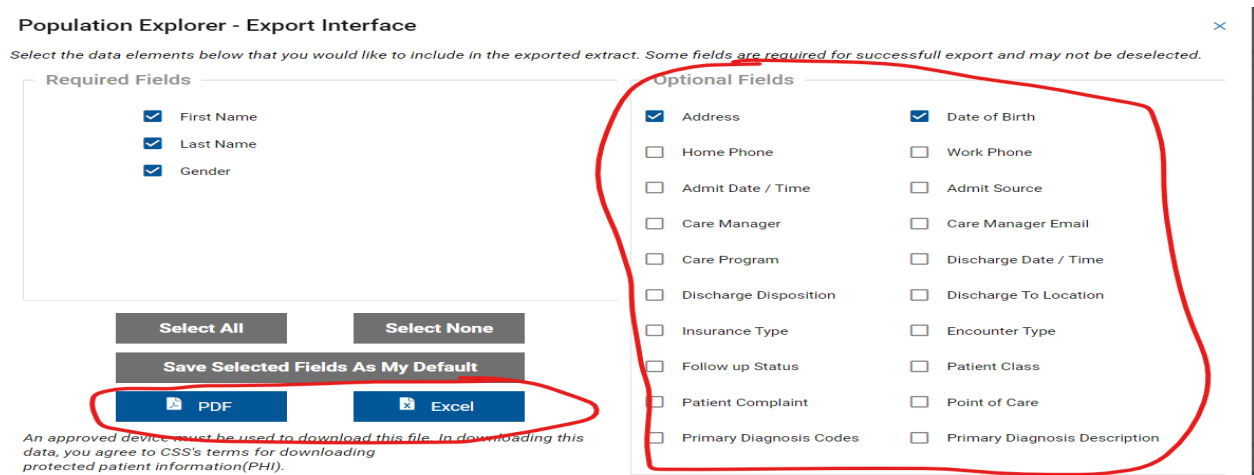 Population Explorer - Export Interface
Select the data elements below that you would like to include in the exported extract. Some fields are required for successfull export and may not be deselected.
Required Fields
First Name
Last Name
Gender
Select All Select None
Save Selected Fields As My Default
PDF Excel
An approved device must be used to download this file. In downloading this
data, you agree to CSS's terms for downloading
protected patient information(PHI).
Optional Fields
Address Date of Birth
Home Phone Work Phone
Admit Date / Time Admit Source
Care Manager Care Manager Email
Care Program Discharge Date / Time
Discharge Disposition Discharge To Location
Insurance Type Encounter Type
Follow up Status Patient Class
Patient Complaint Point of Care
Primary Diagnosis Codes Primary Diagnosis Description